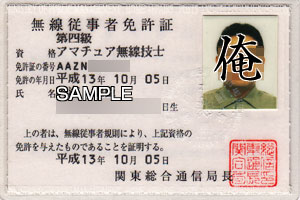 無線従事者免許証
第四級
資格 アマチュア無線技士
免許証の番号 AAZN
免許の年月日 平成13年 10月 05日
氏名 SAMPLE
日生
俺
上の者は、無線従事者規則により、上記資格の
免許を与えたものであることを証明する。
平成13年 10月 05日
関東総合通信局長